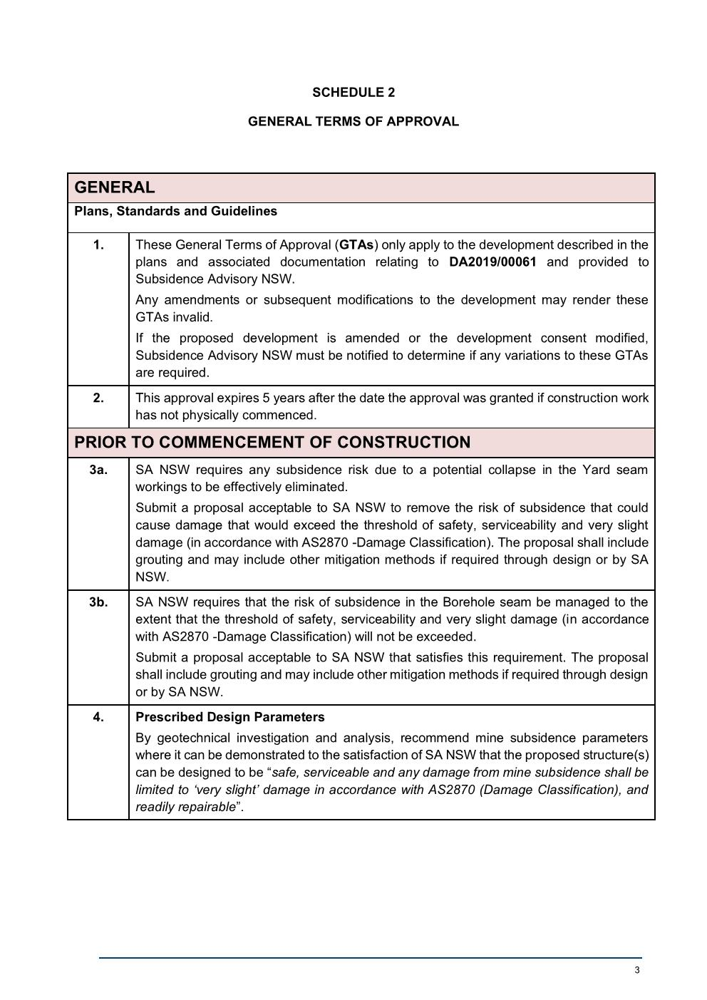 SCHEDULE 2
GENERAL TERMS OF APPROVAL
GENERAL
Plans, Standards and Guidelines
1.
These General Terms of Approval (GTAs) only apply to the development described in the
plans and associated documentation relating to DA2019/00061 and provided to
Subsidence Advisory NSW.
Any amendments or subsequent modifications to the development may render these
GTAs invalid.
If the proposed development is amended or the development consent modified,
Subsidence Advisory NSW must be notified to determine if any variations to these GTAs
are required.
2.
This approval expires 5 years after the date the approval was granted if construction work
has not physically commenced.
PRIOR TO COMMENCEMENT OF CONSTRUCTION
3a.
SA NSW requires any subsidence risk due to a potential collapse in the Yard seam
workings to be effectively eliminated.
Submit a proposal acceptable to SA NSW to remove the risk of subsidence that could
cause damage that would exceed the threshold of safety, serviceability and very slight
damage (in accordance with AS2870 -Damage Classification). The proposal shall include
grouting and may include other mitigation methods if required through design or by SA
NSW.
3b.
SA NSW requires that the risk of subsidence in the Borehole seam be managed to the
extent that the threshold of safety, serviceability and very slight damage (in accordance
with AS2870 -Damage Classification) will not be exceeded.
Submit a proposal acceptable to SA NSW that satisfies this requirement. The proposal
shall include grouting and may include other mitigation methods if required through design
or by SA NSW.
4.
Prescribed Design Parameters
By geotechnical investigation and analysis, recommend mine subsidence parameters
where it can be demonstrated to the satisfaction of SA NSW that the proposed structure(s)
can be designed to be “safe, serviceable and any damage from mine subsidence shall be
limited to ‘very slight’ damage in accordance with AS2870 (Damage Classification), and
readily repairable”.
3